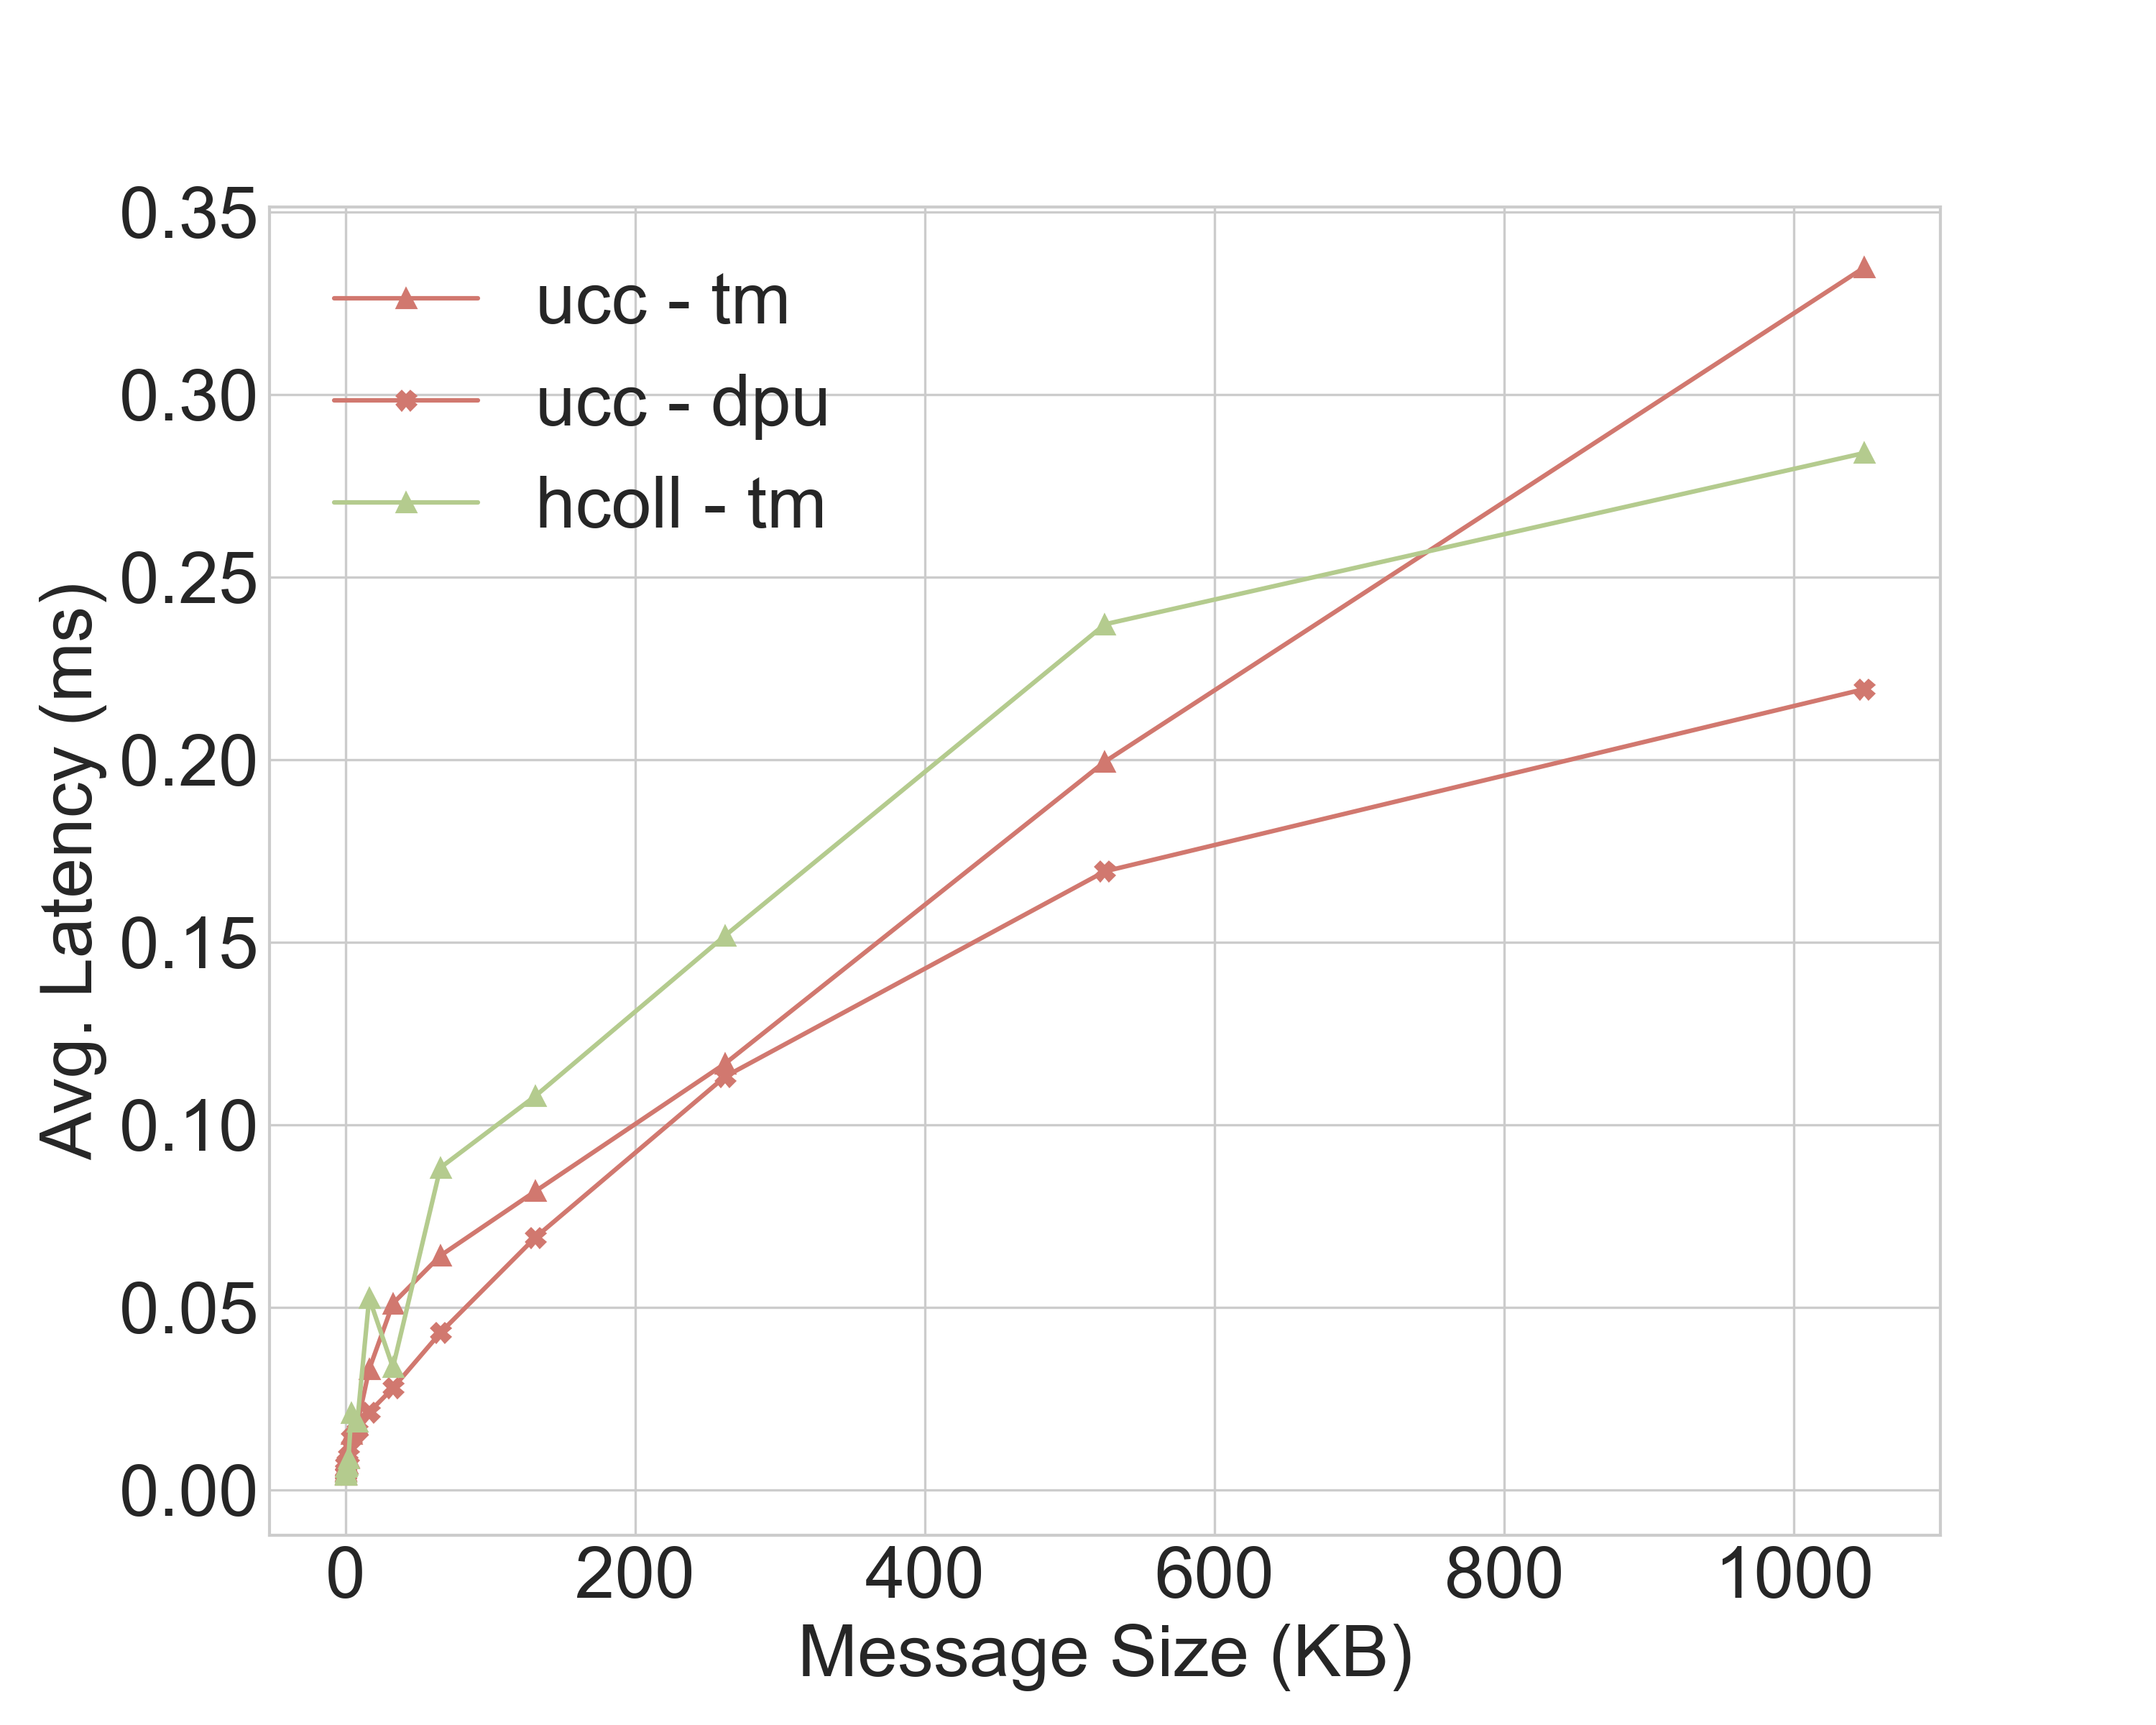 0.35
0.30
0.25
0.20
0.15
0.10
0.05
0.00
Avg. Latency (ms)
ucc - tm
ucc - dpu
hcoll - tm
0
200
400
600
800
1000
Message Size (KB)